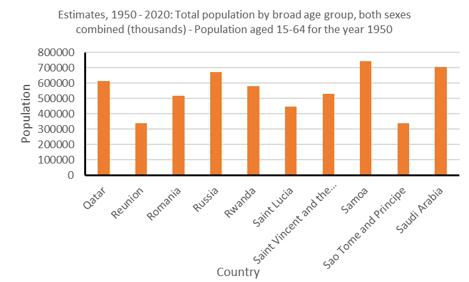 Estimates, 1950 - 2020: Total population by broad age group, both sexes
combined (thousands) - Population aged 15-64 for the year 1950
800000
700000
600000
500000
400000
300000
200000
100000
0
Population
Qatar
Reunion
Romania
Russia
Rwanda
Saint Lucia
Saint Vincent and the...
Samoa
Sao Tome and Principe
Saudi Arabia
Country